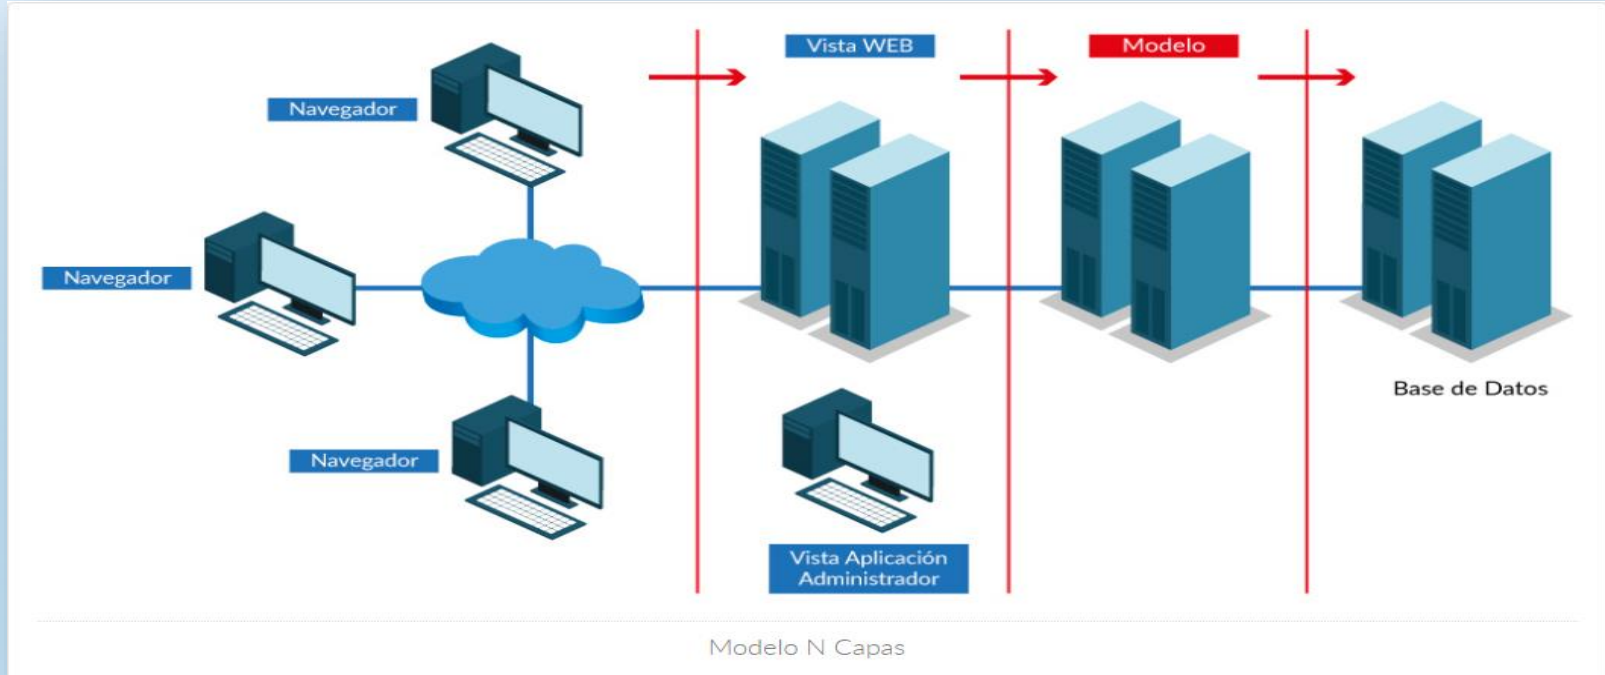 Vista WEB
Modelo
Navegador
Navegador
Base de Datos
Navegador
Vista Aplicación
Administrador
Modelo N Capas